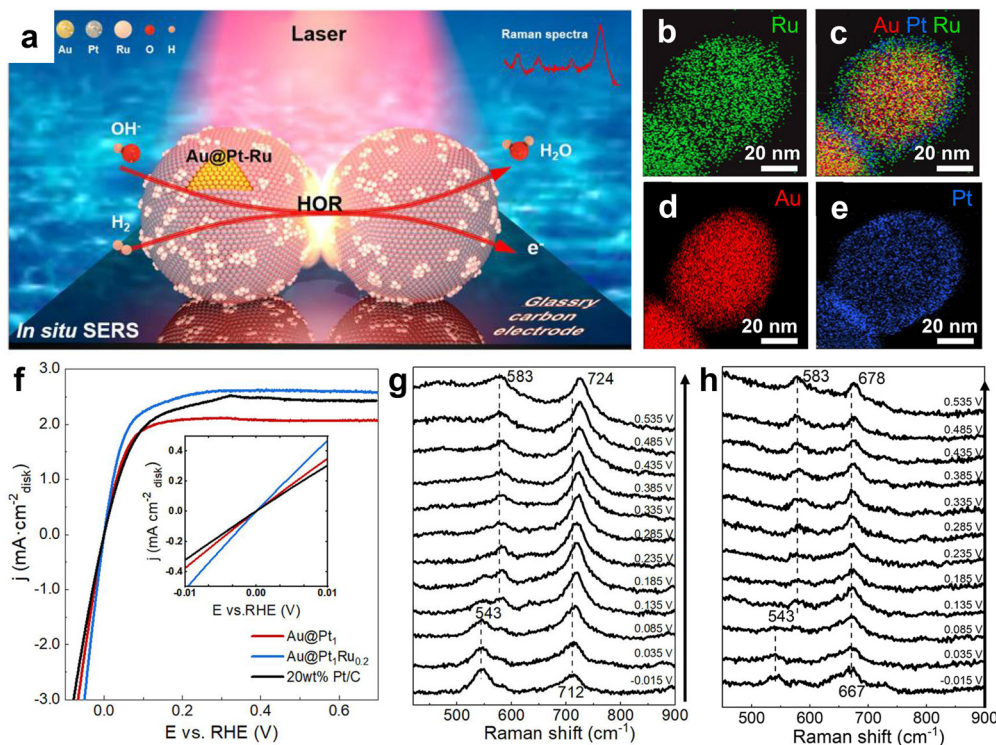 a
Au Pt Ru O H
Laser
Raman spectra
OH-
Au@Pt-Ru
H2O
HOR
H2
e-
In situ SERS
Glassry
carbon
electrode
b
Ru
20 nm
c
Au Pt Ru
20 nm
d
Au
20 nm
e
Pt
20 nm
f
3.0
2.0
1.0
0.0
-1.0
-2.0
-3.0
j (mA·cm-2disk)
0.0 0.2 0.4 0.6
E vs. RHE (V)
0.4
0.2
0.0
-0.2
-0.4
j (mA cm-2disk)
-0.01 0.00 0.01
E vs.RHE (V)
Au@Pt1
Au@Pt1Ru0.2
20wt% Pt/C
g
583
724
0.535 V
0.485 V
0.435 V
0.385 V
0.335 V
0.285 V
0.235 V
0.185 V
0.135 V
543
0.085 V
0.035 V
-0.015 V
712
500 600 700 800 900
Raman shift (cm-1)
h
583
678
0.535 V
0.485 V
0.435 V
0.385 V
0.335 V
0.285 V
0.235 V
0.185 V
0.135 V
543
0.085 V
0.035 V
-0.015 V
667
500 600 700 800 900
Raman shift (cm-1)